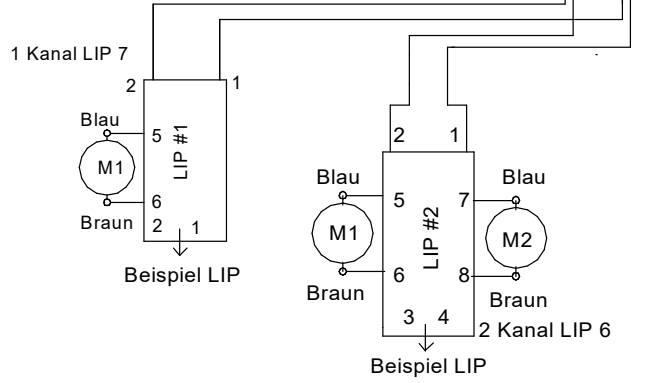 1 Kanal LIP 7
2
1
Blau
5
LIP #1
M1
6
Braun
2
1
Beispiel LIP
2
1
Blau
5
7
Blau
M1
LIP #2
M2
6
8
Braun
Braun
3
4
2 Kanal LIP 6
Beispiel LIP